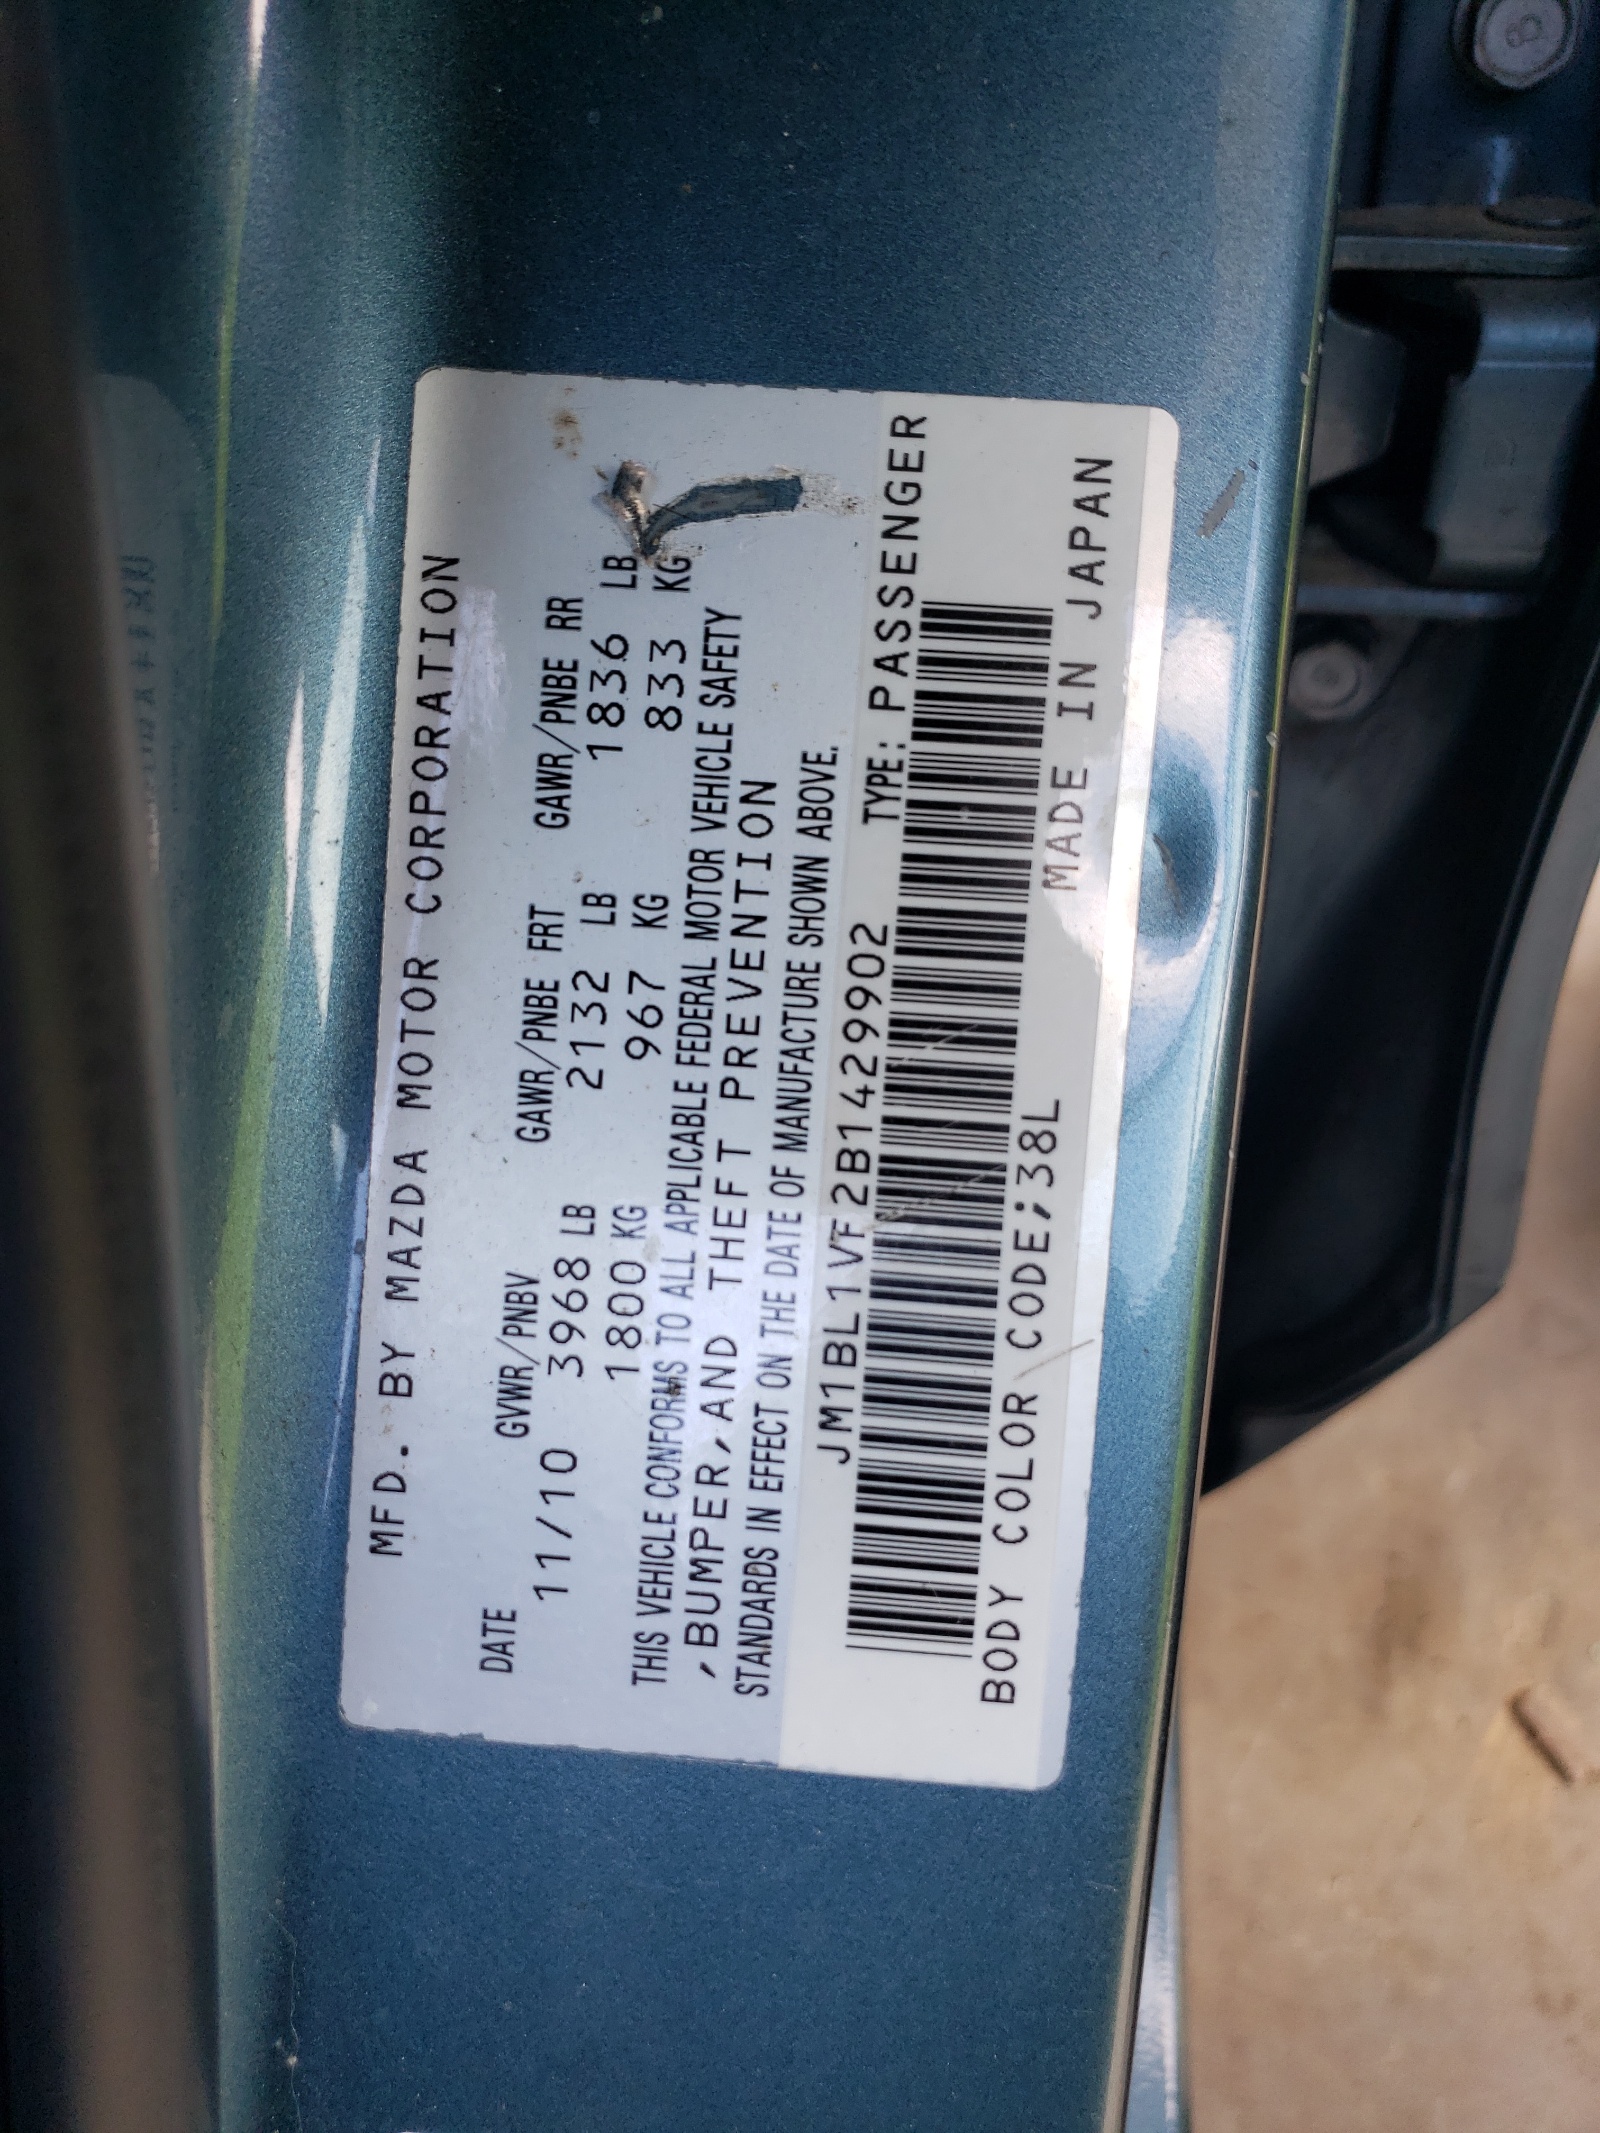 MFD. BY MAZDA MOTOR CORPORATION
DATE GVWR/PNBV GAWR/PNBE FRT GAWR/PNBE RR
11/10 3968 LB 2132 LB 1836 LB
1800 KG 967 KG 833 KG
THIS VEHICLE CONFORMS TO ALL APPLICABLE FEDERAL MOTOR VEHICLE SAFETY
,BUMPER,AND THEFT PREVENTION
STANDARDS IN EFFECT ON THE DATE OF MANUFACTURE SHOWN ABOVE.
JM1BL1VF2B1429902 TYPE: PASSENGER
BODY COLOR CODE;38L MADE IN JAPAN
8
8